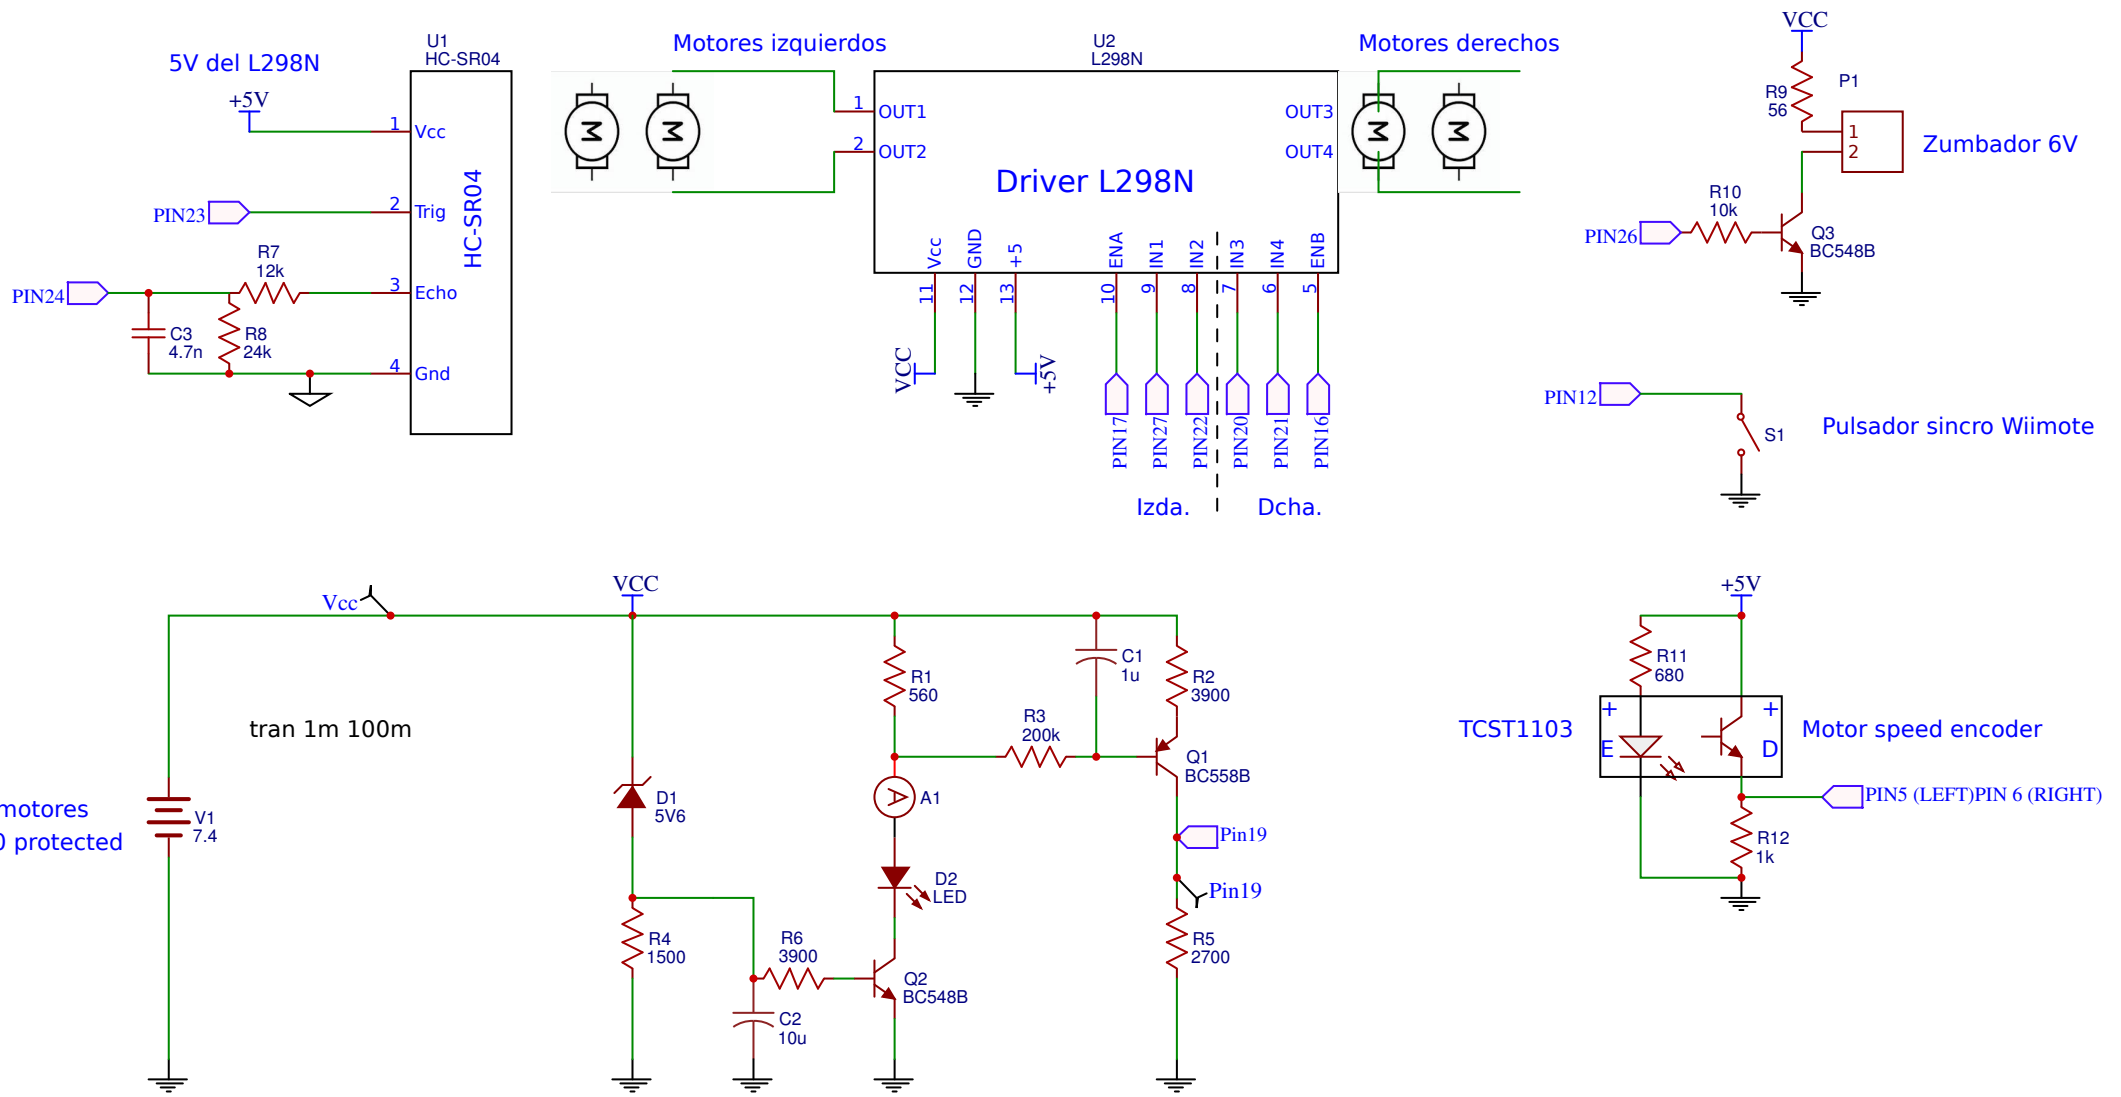 5V del L298N
+5V
U1
HC-SR04
1
Vcc
PIN23
2
Trig
HC-SR04
R7
12k
PIN24
3
Echo
C3
4.7n
R8
24k
4
Gnd
Motores izquierdos
M
M
U2
L298N
1
OUT1
2
OUT2
Driver L298N
OUT3
OUT4
Motores derechos
M
M
Vcc
GND
+5
ENA
IN1
IN2
IN3
IN4
ENB
11
12
13
10
9
8
7
6
5
VCC
+5V
PIN17
PIN27
PIN22
PIN20
PIN21
PIN16
Izda.
Dcha.
VCC
R9
56
P1
1
2
Zumbador 6V
R10
10k
PIN26
Q3
BC548B
PIN12
S1
Pulsador sincro Wiimote
Vcc
VCC
tran 1m 100m
motores
0 protected
V1
7.4
D1
5V6
R4
1500
R6
3900
C2
10u
Q2
BC548B
R1
560
A
A1
D2
LED
R3
200k
C1
1u
R2
3900
Q1
BC558B
Pin19
Pin19
R5
2700
+5V
R11
680
TCST1103
+
+
E
D
Motor speed encoder
PIN5 (LEFT)PIN 6 (RIGHT)
R12
1k